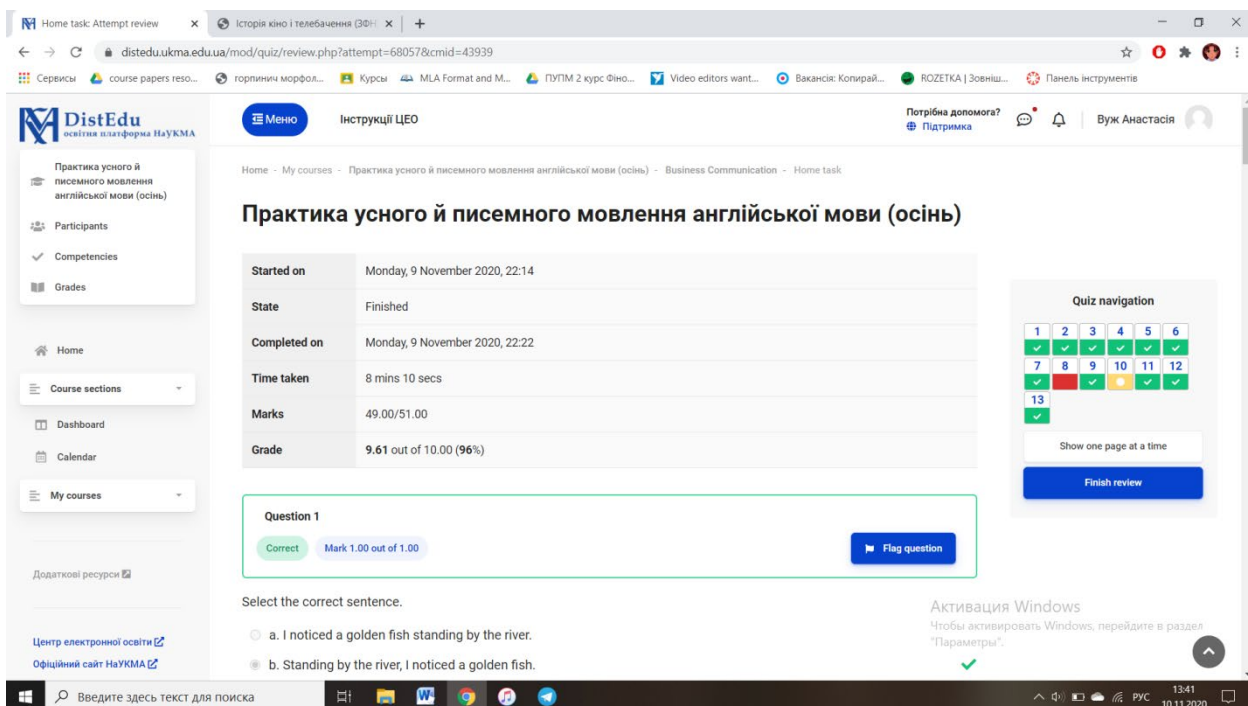 Home task: Attempt review
Історія кіно і телебачення (ЗФН
distedu.ukma.edu.ua/mod/quiz/review.php?attempt=68057&cmid=43939
Сервисы course papers reso... горпинич морфол... Курсы MLA Format and M... ПУПМ 2 курс Фіно... Video editors want... Вакансія: Копирай... ROZETKA | Зовніш... Панель інструментів
DistEdu
освітня платформа НаУКМА
Меню
Інструкції ЦЕО
Потрібна допомога?
Підтримка
Вуж Анастасія
Практика усного й
писемного мовлення
англійської мови (осінь)
Participants
Competencies
Grades
Home
Course sections
Dashboard
Calendar
My courses
Додаткові ресурси
Центр електронної освіти
Офіційний сайт НаУКМА
Home - My courses - Практика усного й писемного мовлення англійської мови (осінь) - Business Communication - Home task
Практика усного й писемного мовлення англійської мови (осінь)
Started on Monday, 9 November 2020, 22:14
State Finished
Completed on Monday, 9 November 2020, 22:22
Time taken 8 mins 10 secs
Marks 49.00/51.00
Grade 9.61 out of 10.00 (96%)
Quiz navigation
1 2 3 4 5 6
7 8 9 10 11 12
13
Show one page at a time
Finish review
Question 1
Correct Mark 1.00 out of 1.00
Flag question
Select the correct sentence.
a. I noticed a golden fish standing by the river.
b. Standing by the river, I noticed a golden fish.
Активация Windows
Чтобы активировать Windows, перейдите в раздел
"Параметры".
Введите здесь текст для поиска
РУС
13:41
10.11.2020